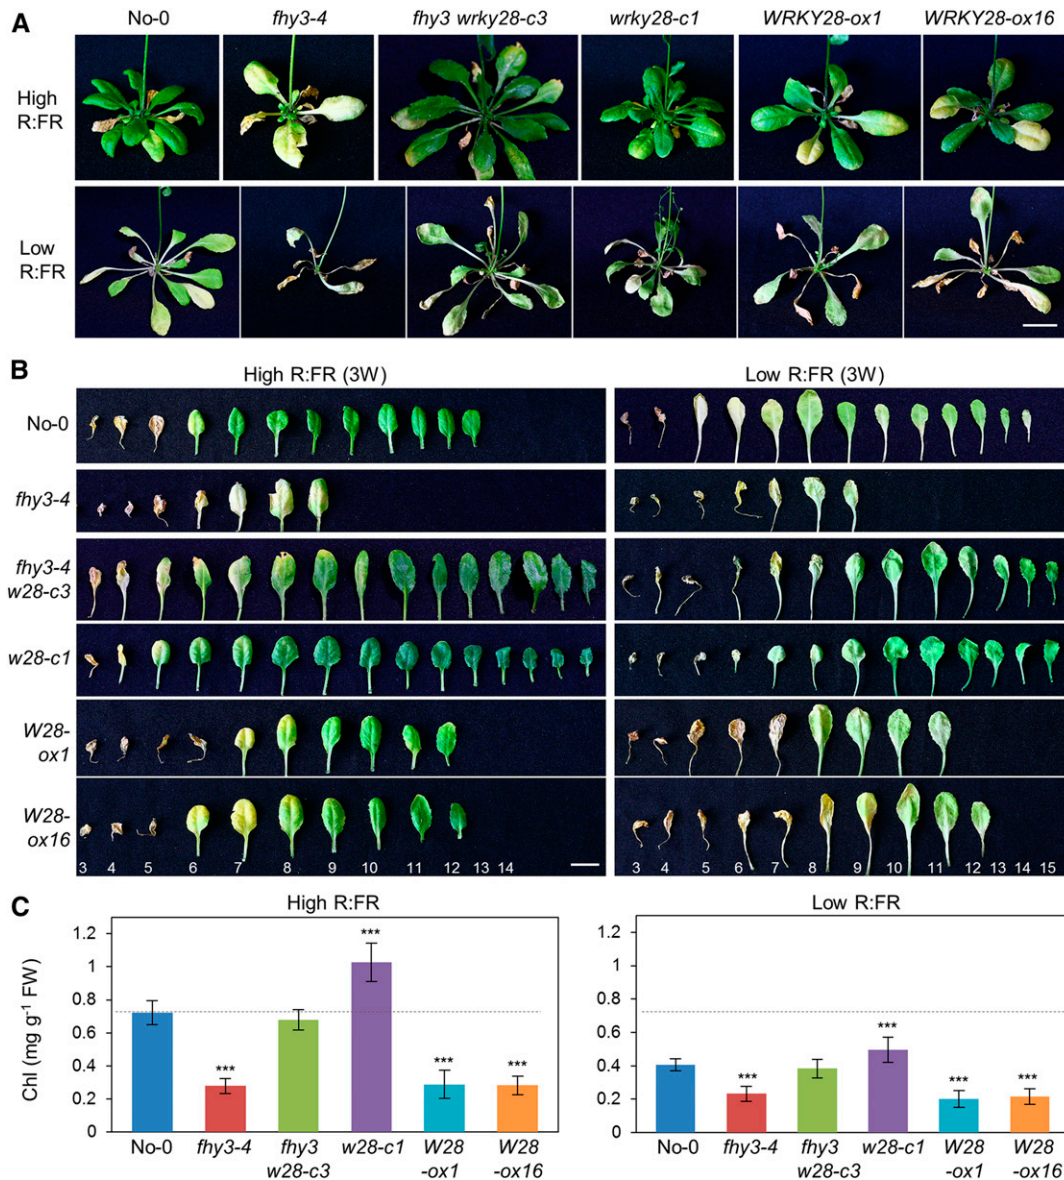 A
No-0 fhy3-4 fhy3 wrky28-c3 wrky28-c1 WRKY28-ox1 WRKY28-ox16
High
R:FR
Low
R:FR
B
High R:FR (3W) Low R:FR (3W)
No-0
fhy3-4
fhy3-4
w28-c3
w28-c1
W28-
ox1
W28-
ox16
3 4 5 6 7 8 9 10 11 12 13 14 3 4 5 6 7 8 9 10 11 12 13 14 15
C
High R:FR Low R:FR
Chl (mg g⁻¹ FW)
1.2 1.2
1 1
0.8 0.8
0.6 0.6
0.4 0.4
0.2 0.2
0 0
*** *** *** *** *** *** *** ***
No-0 fhy3-4 fhy3 w28-c1 W28 W28 No-0 fhy3-4 fhy3 w28-c1 W28 W28
w28-c3 -ox1 -ox16 w28-c3 -ox1 -ox16